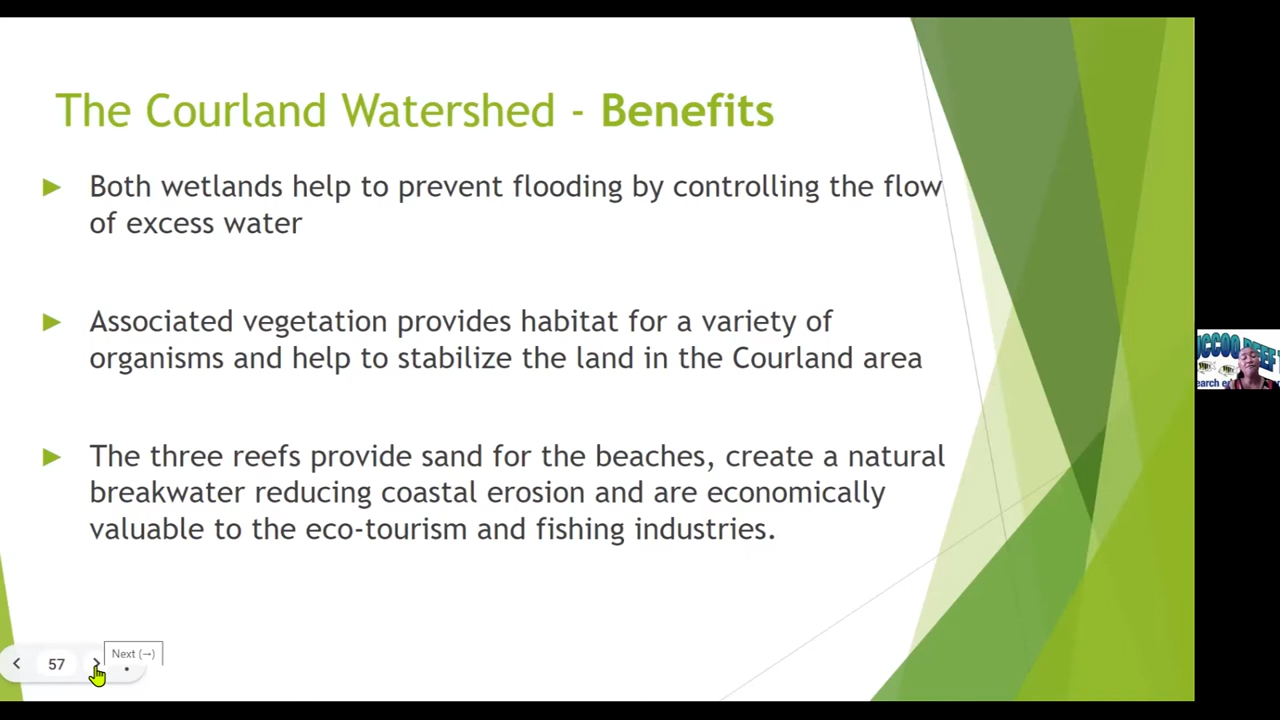 The Courland Watershed - Benefits
► Both wetlands help to prevent flooding by controlling the flow
of excess water
► Associated vegetation provides habitat for a variety of
organisms and help to stabilize the land in the Courland area
► The three reefs provide sand for the beaches, create a natural
breakwater reducing coastal erosion and are economically
valuable to the eco-tourism and fishing industries.
Next (→)
57
REEF